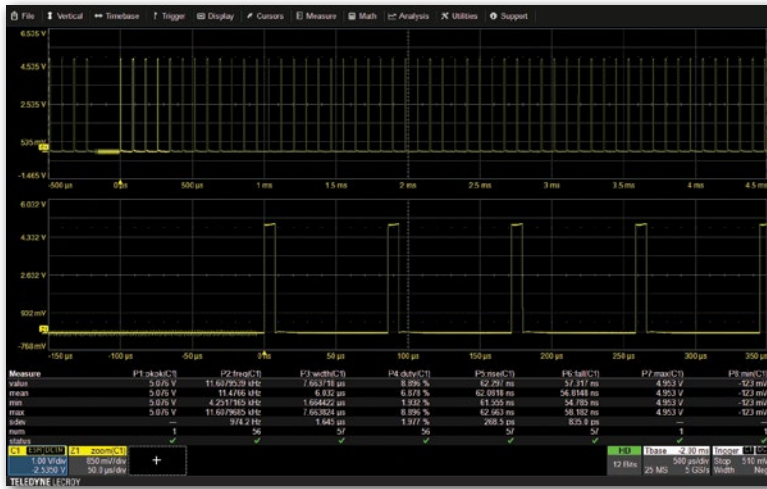 File Vertical Timebase Trigger Display Cursors Measure Math Analysis Utilities Support
6.535 V
4.535 V
2.535 V
535 mV
C1
-1.465 V
-500 µs 0 µs 500 µs 1 ms 1.5 ms 2 ms 2.5 ms 3 ms 3.5 ms 4 ms 4.5 ms
6.032 V
4.332 V
2.632 V
932 mV
Z1
-768 mV
-150 µs -100 µs -50 µs 0 µs 50 µs 100 µs 150 µs 200 µs 250 µs 300 µs 350 µs
Measure P1:pkpk(C1) P2:freq(C1) P3:width(C1) P4:duty(C1) P5:rise(C1) P6:fall(C1) P7:max(C1) P8:min(C1)
value 5.076 V 11.6079539 kHz 7.663718 µs 8.896 % 62.297 ns 57.317 ns 4.953 V -123 mV
mean 5.076 V 11.4766 kHz 6.032 µs 6.878 % 62.0818 ns 56.8148 ns 4.953 V -123 mV
min 5.076 V 4.2517165 kHz 1.664422 µs 1.932 % 61.555 ns 54.785 ns 4.953 V -123 mV
max 5.076 V 11.6079685 kHz 7.663824 µs 8.896 % 62.663 ns 58.182 ns 4.953 V -123 mV
sdev --- 974.2 Hz 1.645 µs 1.977 % 268.5 ps 835.0 ps --- ---
num 1 56 57 56 57 57 1 1
status
C1 DC1M Z1 zoom(C1) HD Tbase -2.00 ms Trigger C1
1.00 V/div 850 mV/div 12 Bits 500 µs/div Stop 510 mV
-2.5350 V 50.0 µs/div 25 MS 5 GS/s Width Neg
TELEDYNE LECROY